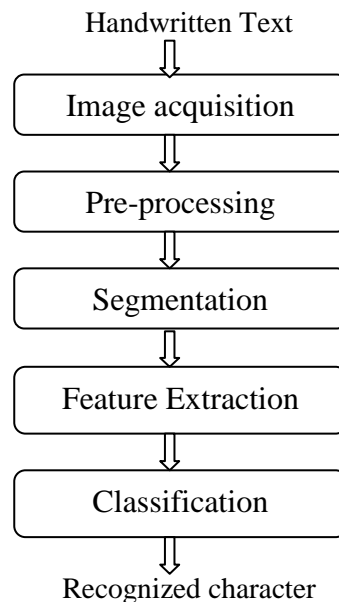 Handwritten Text
Image acquisition
Pre-processing
Segmentation
Feature Extraction
Classification
Recognized character